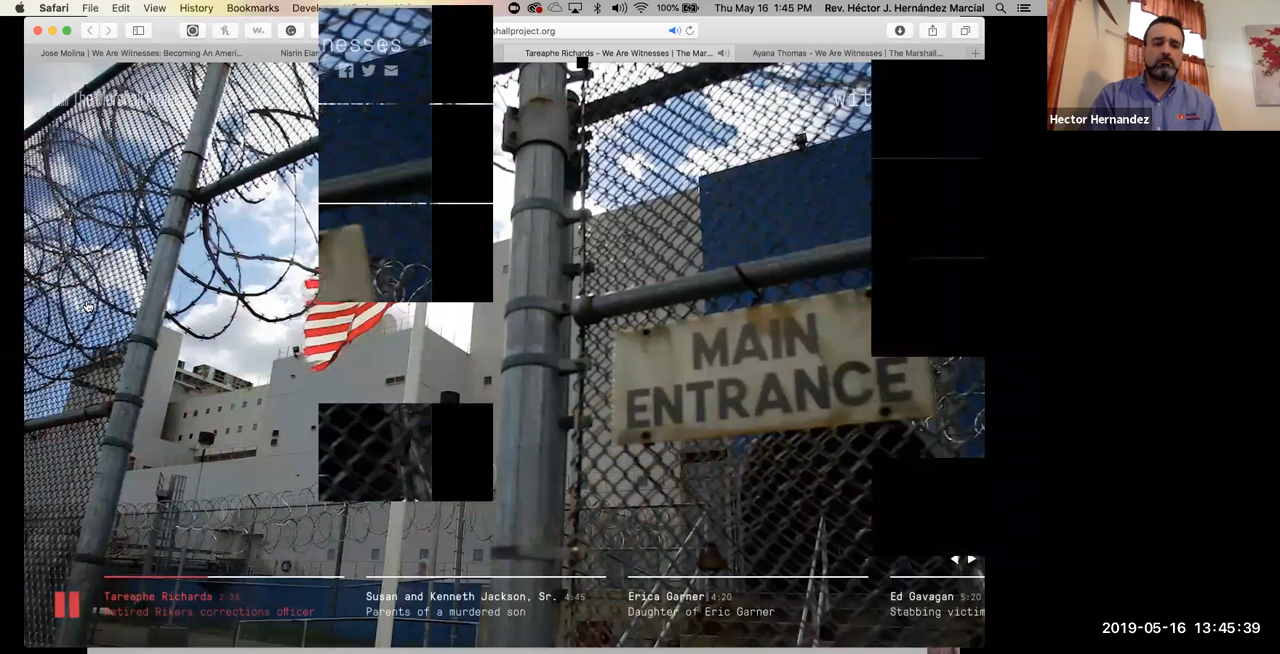 Safari File Edit View History Bookmarks 100% Thu May 16 1:45 PM Rev. Héctor J. Hernández Marcial
shallproject.org
Jose Molina | We Are Witnesses: Becoming An Ameri...
Tareaphe Richards - We Are Witnesses | The Mar...
Ayana Thomas - We Are Witnesses | The Marshall...
nesses
wit
Hector Hernandez
MAIN
ENTRANCE
Tareaphe Richards
Retired Rikers corrections officer
Susan and Kenneth Jackson, Sr. 4:45
Parents of a murdered son
Erica Garner 4:20
Daughter of Eric Garner
Ed Gavagan 5:20
Stabbing victim
2019-05-16 13:45:39